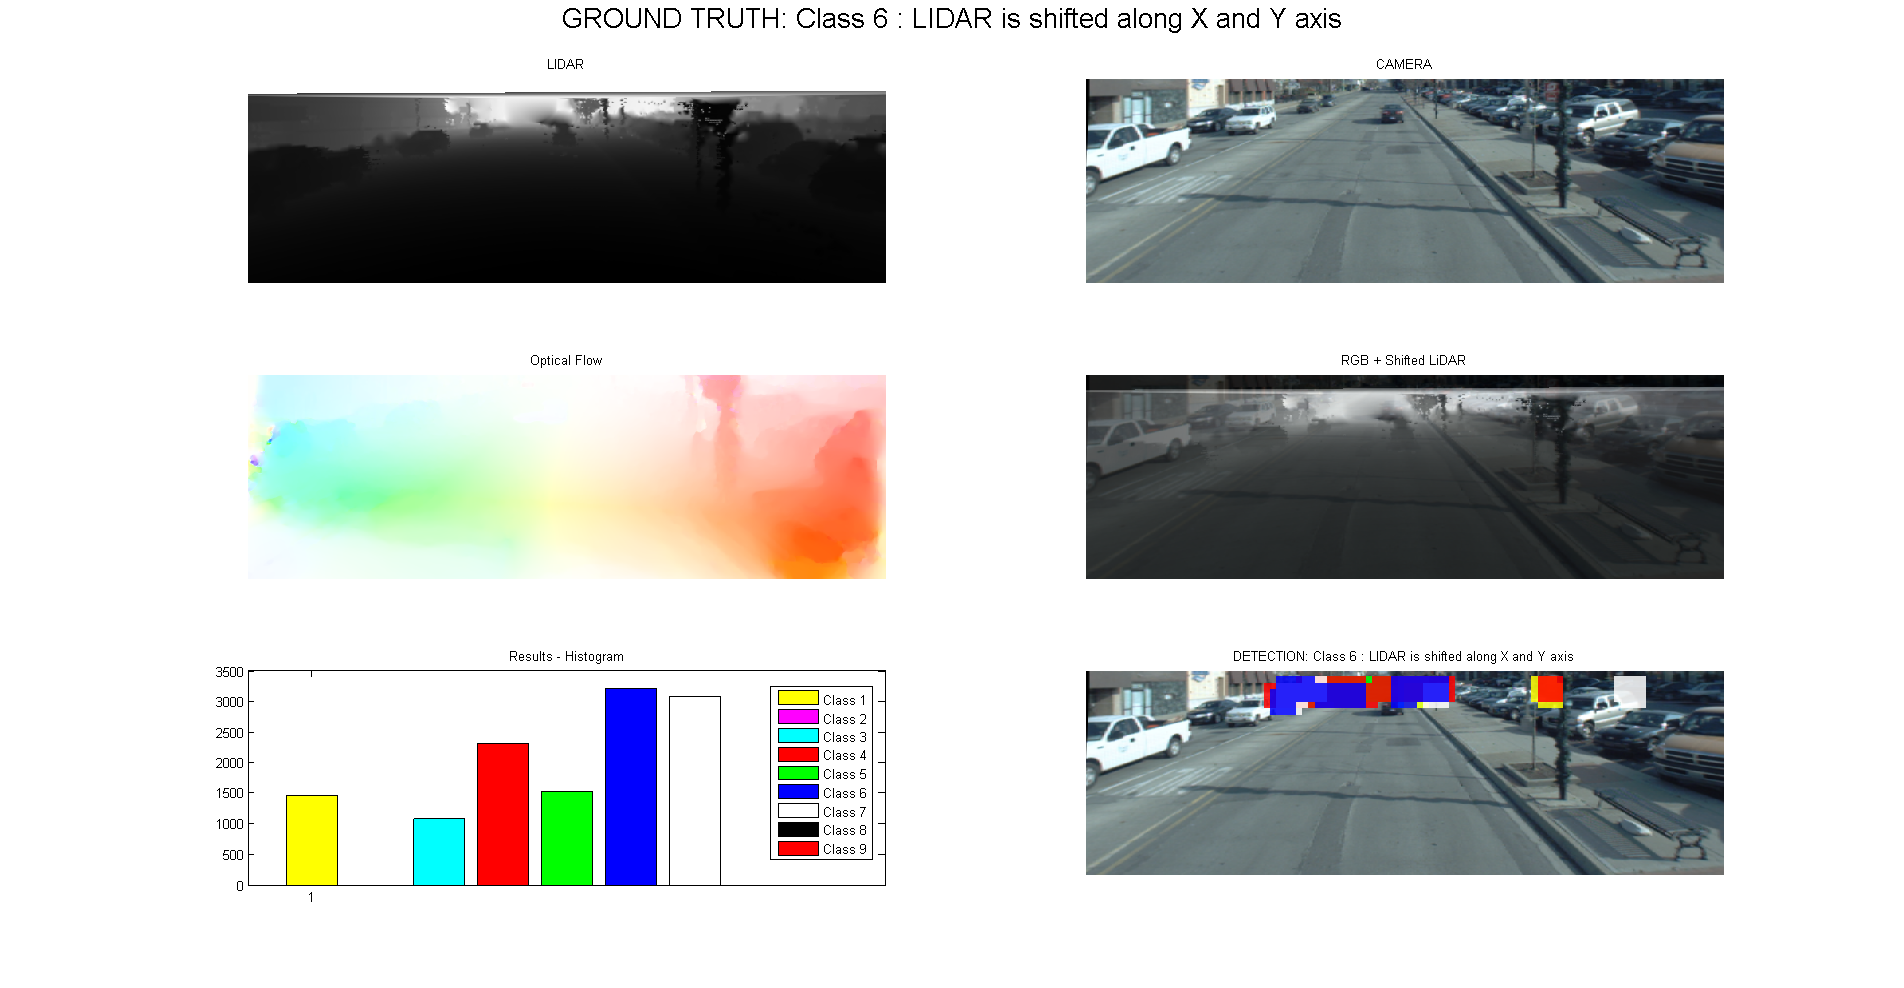 GROUND TRUTH: Class 6 : LIDAR is shifted along X and Y axis
LIDAR
CAMERA
Optical Flow
RGB + Shifted LiDAR
Results - Histogram
3500
3000
2500
2000
1500
1000
500
0
1
Class 1
Class 2
Class 3
Class 4
Class 5
Class 6
Class 7
Class 8
Class 9
DETECTION: Class 6 : LIDAR is shifted along X and Y axis